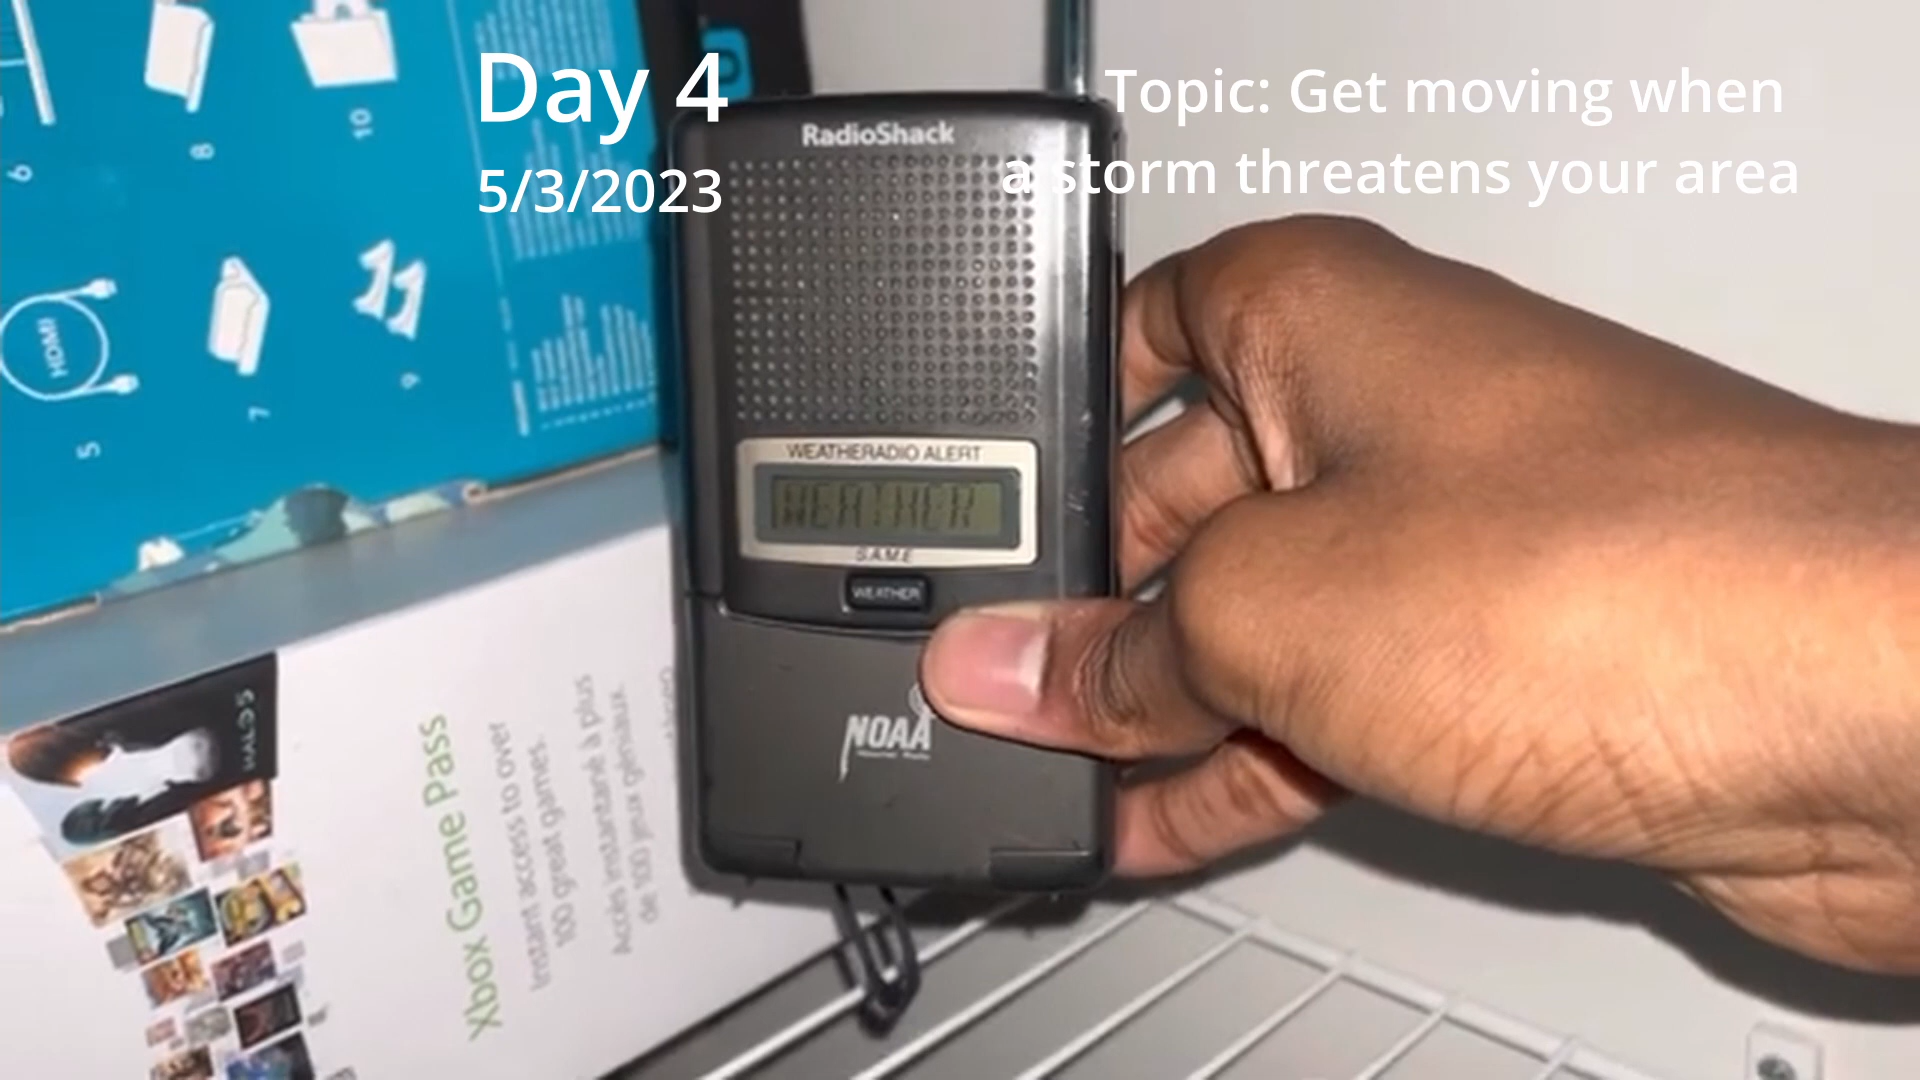 Day 4
5/3/2023
Topic: Get moving when
a storm threatens your area
RadioShack
WEATHERADIO ALERT
WEATHER
S.A.M.E
WEATHER
NOAA
6
8
10
HDMI
5
7
9
HALO 5
Xbox Game Pass
Instant access to over
100 great games.
Accès instantané à plus
de 100 jeux géniaux